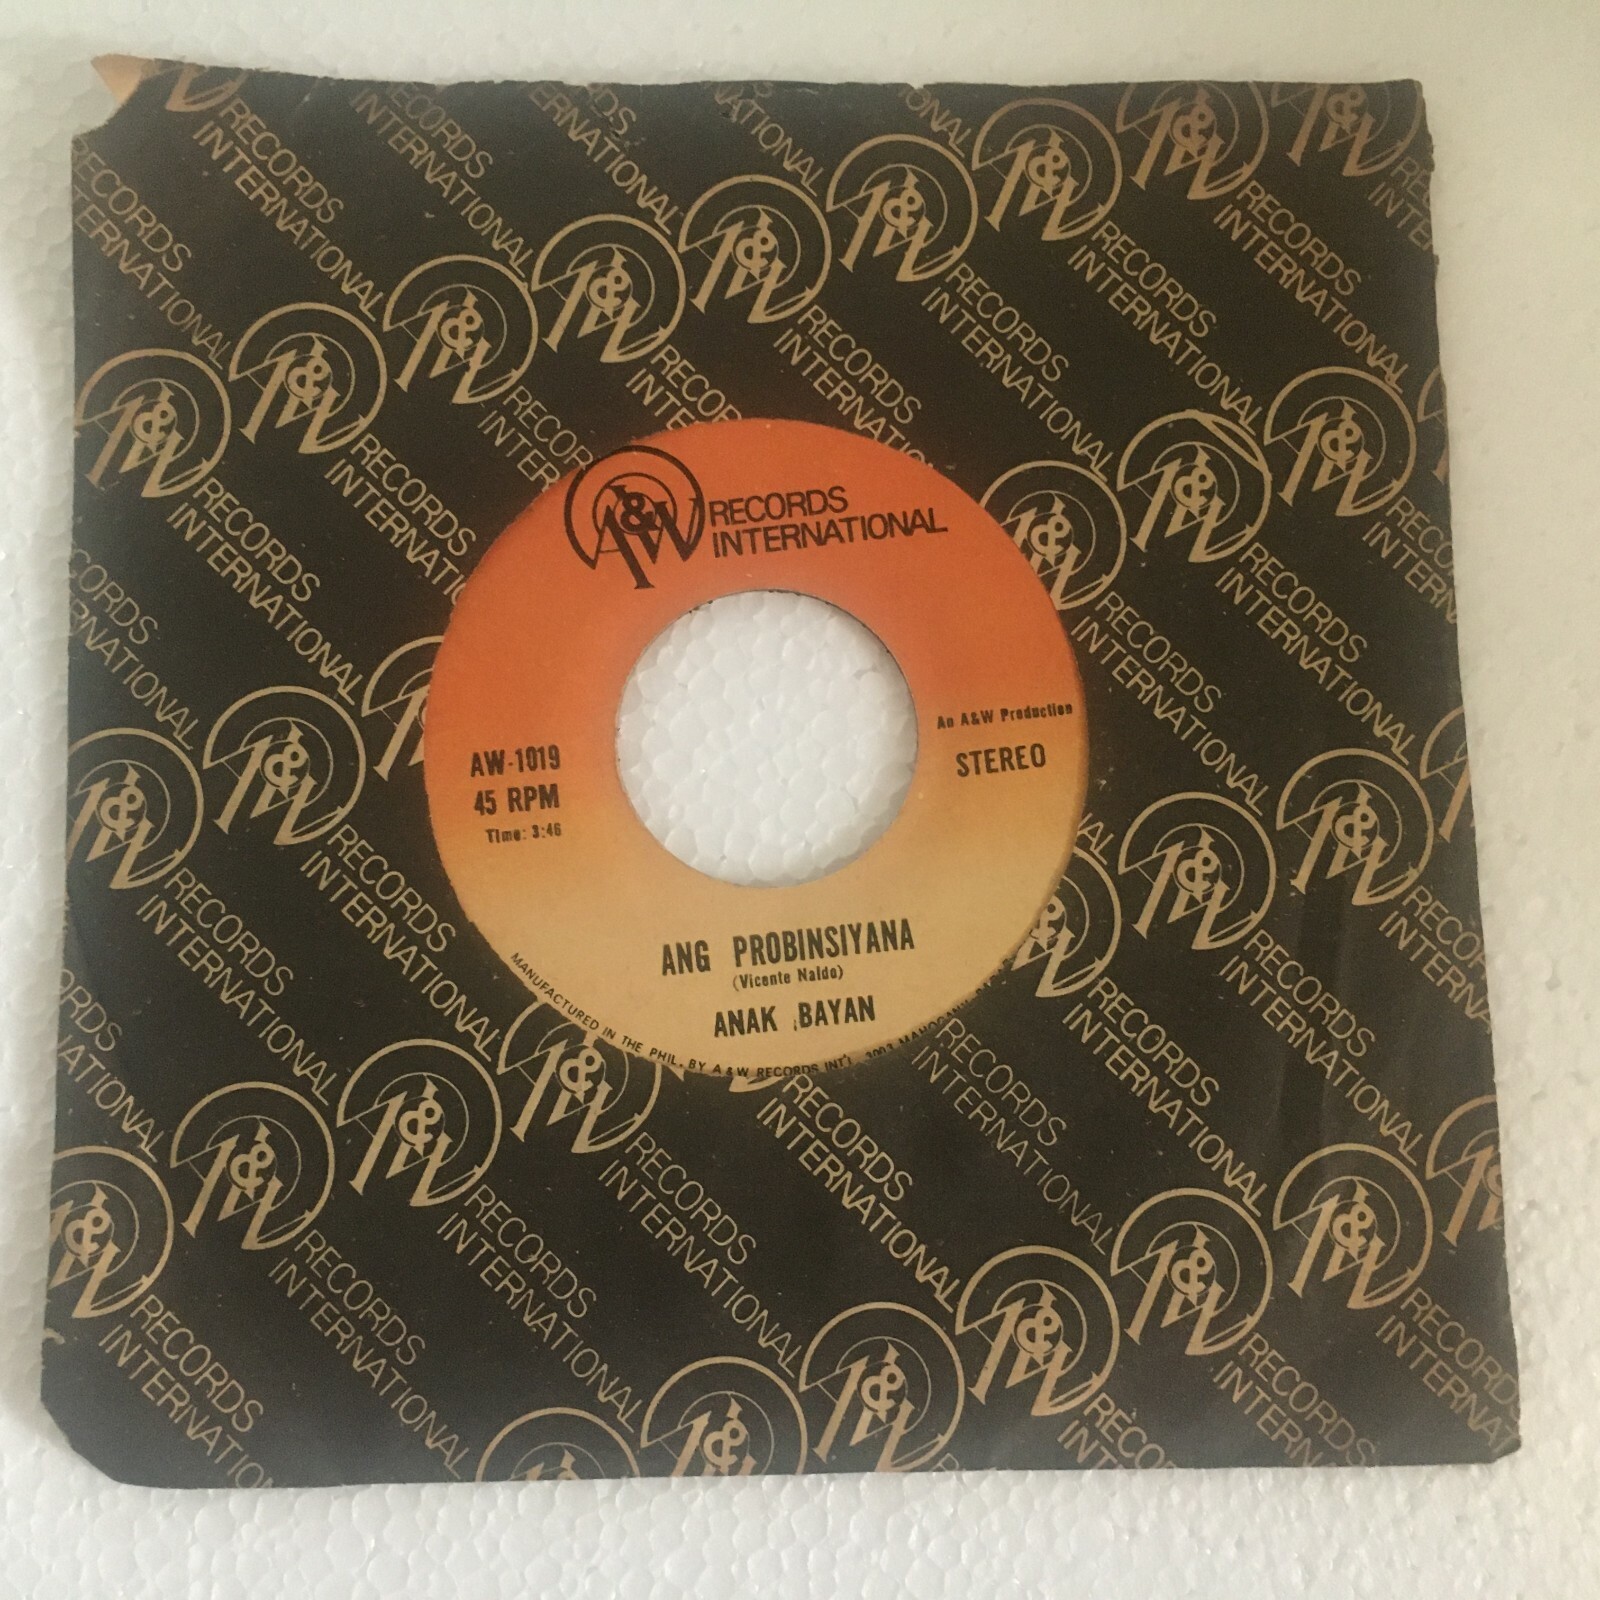 A&W RECORDS
INTERNATIONAL
An A&W Production
STEREO
AW-1019
45 RPM
Time: 3:46
ANG PROBINSIYANA
(Vicente Naldo)
ANAK BAYAN
MANUFACTURED IN THE PHIL. BY A & W RECORDS INT'L
A&W RECORDS
INTERNATIONAL